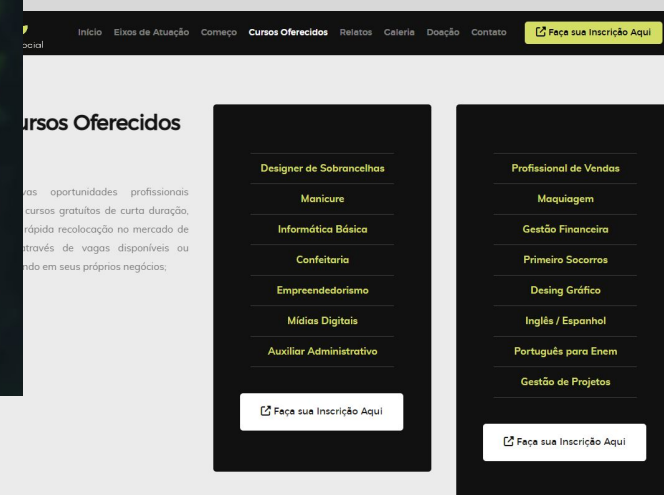 ocial
Início Eixos de Atuação Começo Cursos Oferecidos Relatos Galeria Doação Contato Faça sua Inscrição Aqui
ursos Oferecidos
vas oportunidades profissionais
cursos gratuítos de curta duração,
rápida recolocação no mercado de
através de vagas disponíveis ou
ndo em seus próprios negócios;
Designer de Sobrancelhas
Manicure
Informática Básica
Confeitaria
Empreendedorismo
Mídias Digitais
Auxiliar Administrativo
Faça sua Inscrição Aqui
Profissional de Vendas
Maquiagem
Gestão Financeira
Primeiro Socorros
Desing Gráfico
Inglês / Espanhol
Português para Enem
Gestão de Projetos
Faça sua Inscrição Aqui